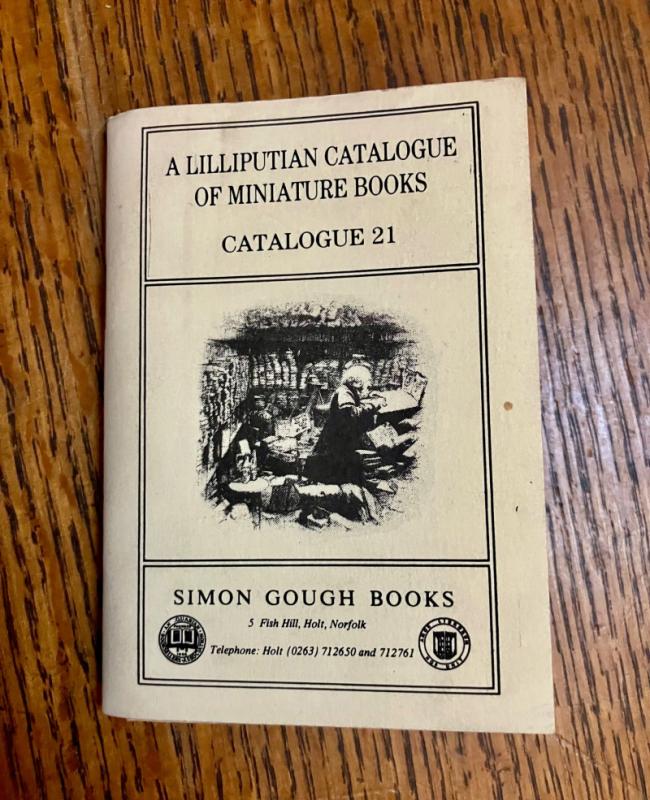 A LILLIPUTIAN CATALOGUE
OF MINIATURE BOOKS
CATALOGUE 21
SIMON GOUGH BOOKS
5 Fish Hill, Holt, Norfolk
Telephone: Holt (0263) 712650 and 712761